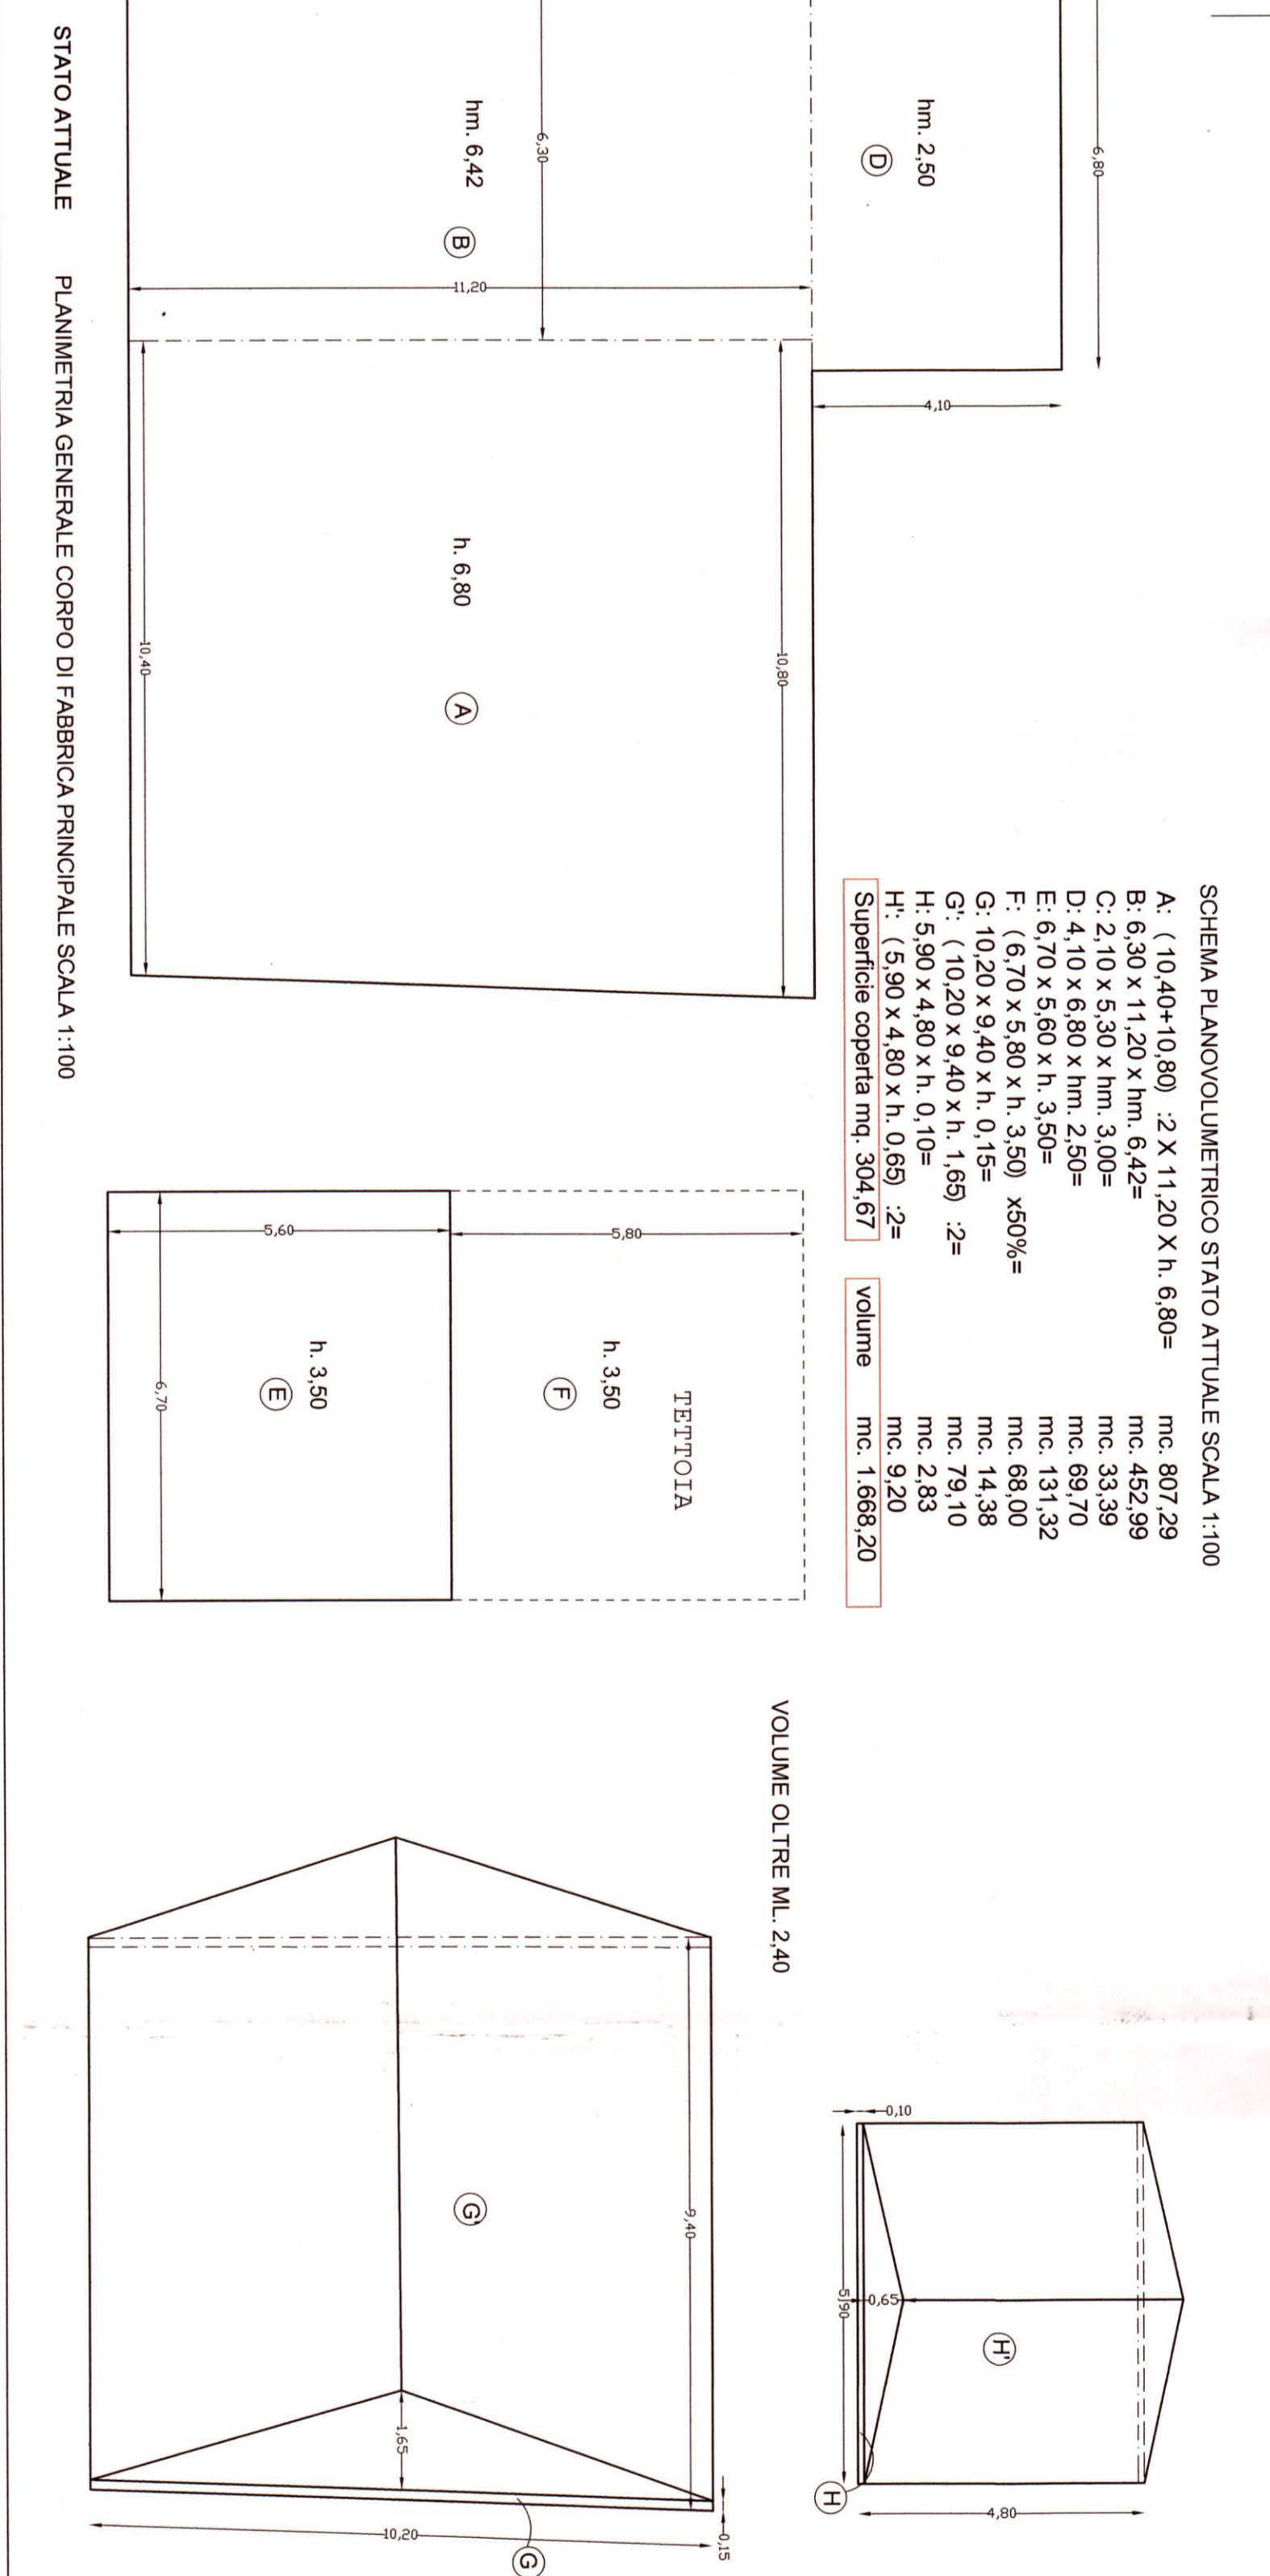 SCHEMA PLANOVOLUMETRICO STATO ATTUALE SCALA 1:100
A: ( 10,40+10,80) :2 X 11,20 X h. 6,80= mc. 807,29
B: 6,30 x 11,20 x hm. 6,42= mc. 452,99
C: 2,10 x 5,30 x hm. 3,00= mc. 33,39
D: 4,10 x 6,80 x hm. 2,50= mc. 69,70
E: 6,70 x 5,60 x h. 3,50= mc. 131,32
F: ( 6,70 x 5,80 x h. 3,50) x50%= mc. 68,00
G: 10,20 x 9,40 x h. 0,15= mc. 14,38
G': ( 10,20 x 9,40 x h. 1,65) :2= mc. 79,10
H: 5,90 x 4,80 x h. 0,10= mc. 2,83
H': ( 5,90 x 4,80 x h. 0,65) :2= mc. 9,20
Superficie coperta mq. 304,67 volume mc. 1.668,20
6,80
hm. 2,50
D
4,10
6,30
hm. 6,42
B
11,20
10,80
h. 6,80
A
10,40
TETTOIA
5,80
h. 3,50
F
5,60
h. 3,50
E
6,70
VOLUME OLTRE ML. 2,40
0,10
5,90
0,65
H'
H
4,80
9,40
G'
1,65
0,15
G
10,20
STATO ATTUALE PLANIMETRIA GENERALE CORPO DI FABBRICA PRINCIPALE SCALA 1:100